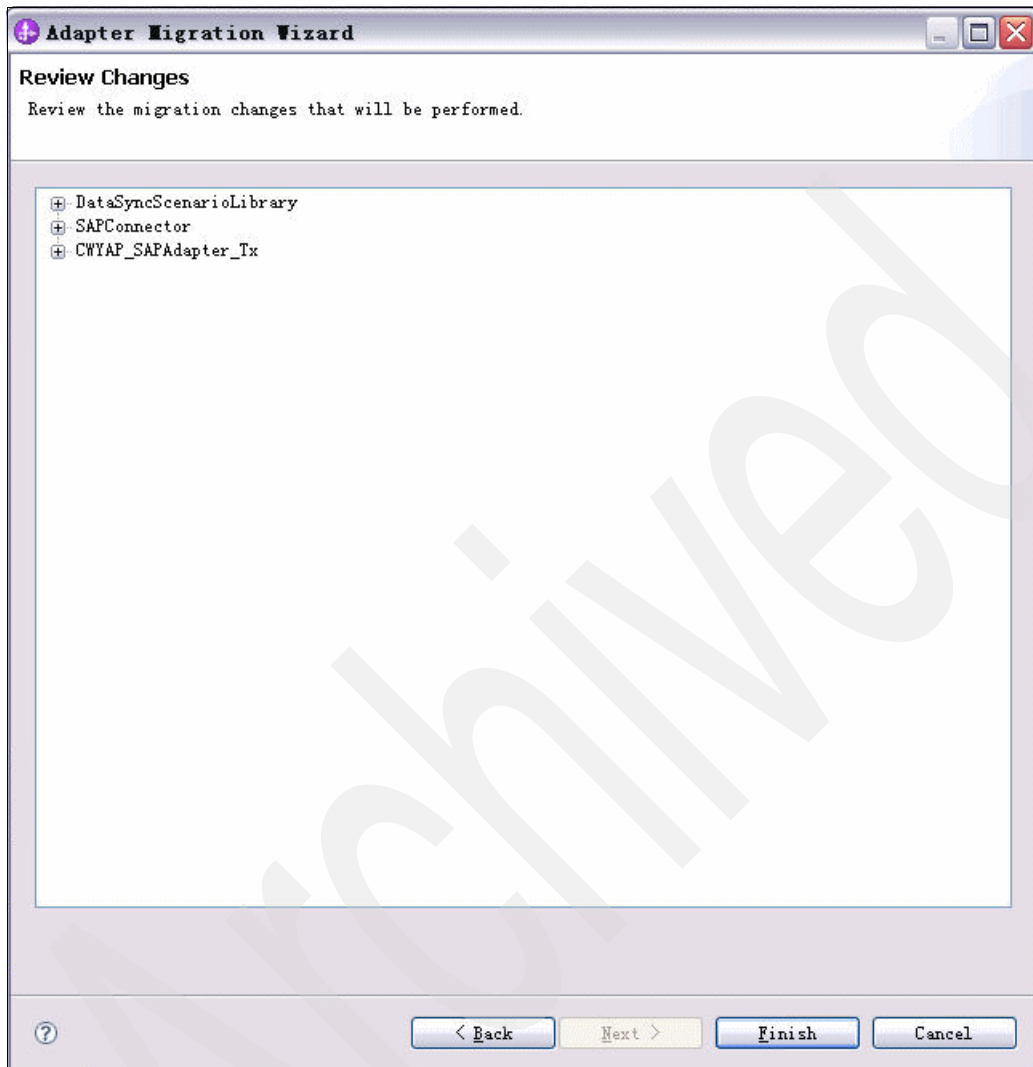 Adapter Migration Wizard
Review Changes
Review the migration changes that will be performed.
DataSyncScenarioLibrary
SAPConnector
CWYAP_SAPAdapter_Tx
Archived
?
< Back
Next >
Finish
Cancel